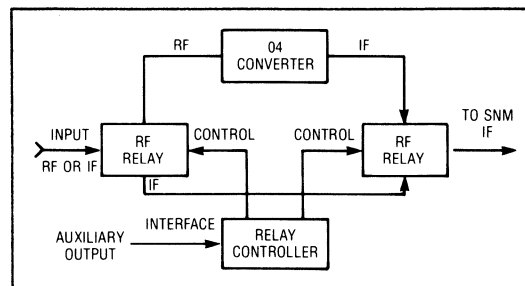 RF
04
CONVERTER
IF
INPUT
RF OR IF
RF
RELAY
CONTROL
CONTROL
RF
RELAY
TO SNM
IF
IF
AUXILIARY
OUTPUT
INTERFACE
RELAY
CONTROLLER